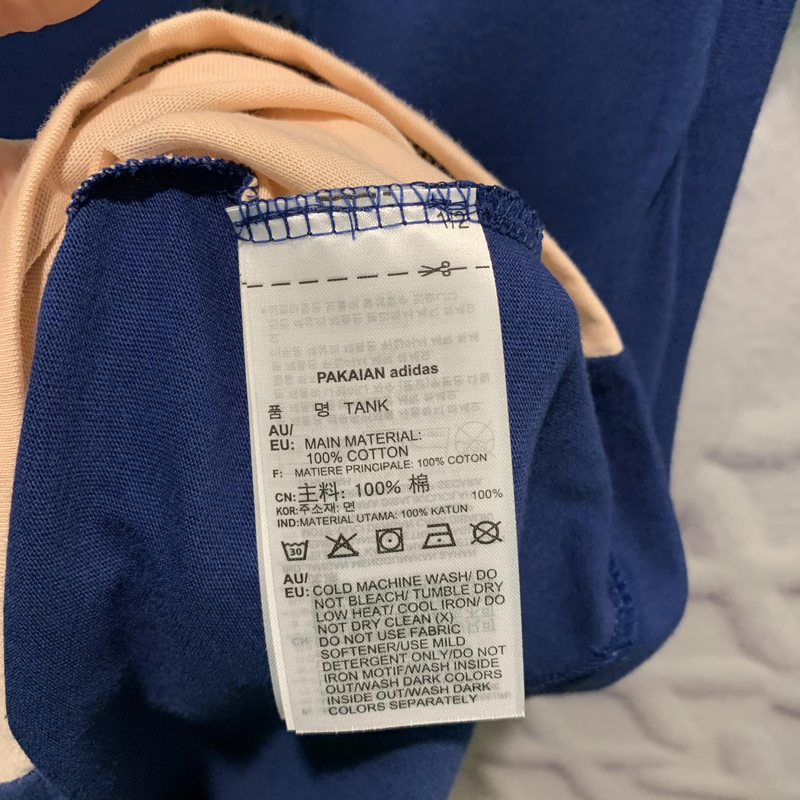 1/2
PAKAIAN adidas
품 명 TANK
AU/
EU: MAIN MATERIAL:
100% COTTON
F: MATIERE PRINCIPALE: 100% COTON
CN:主料: 100% 棉
KOR:주소재: 면 100%
IND:MATERIAL UTAMA: 100% KATUN
30
AU/
EU: COLD MACHINE WASH/ DO
NOT BLEACH/ TUMBLE DRY
LOW HEAT/ COOL IRON/ DO
NOT DRY CLEAN (X)
DO NOT USE FABRIC
SOFTENER/USE MILD
DETERGENT ONLY/DO NOT
IRON MOTIF/WASH INSIDE
OUT/WASH DARK COLORS
INSIDE OUT/WASH DARK
COLORS SEPARATELY